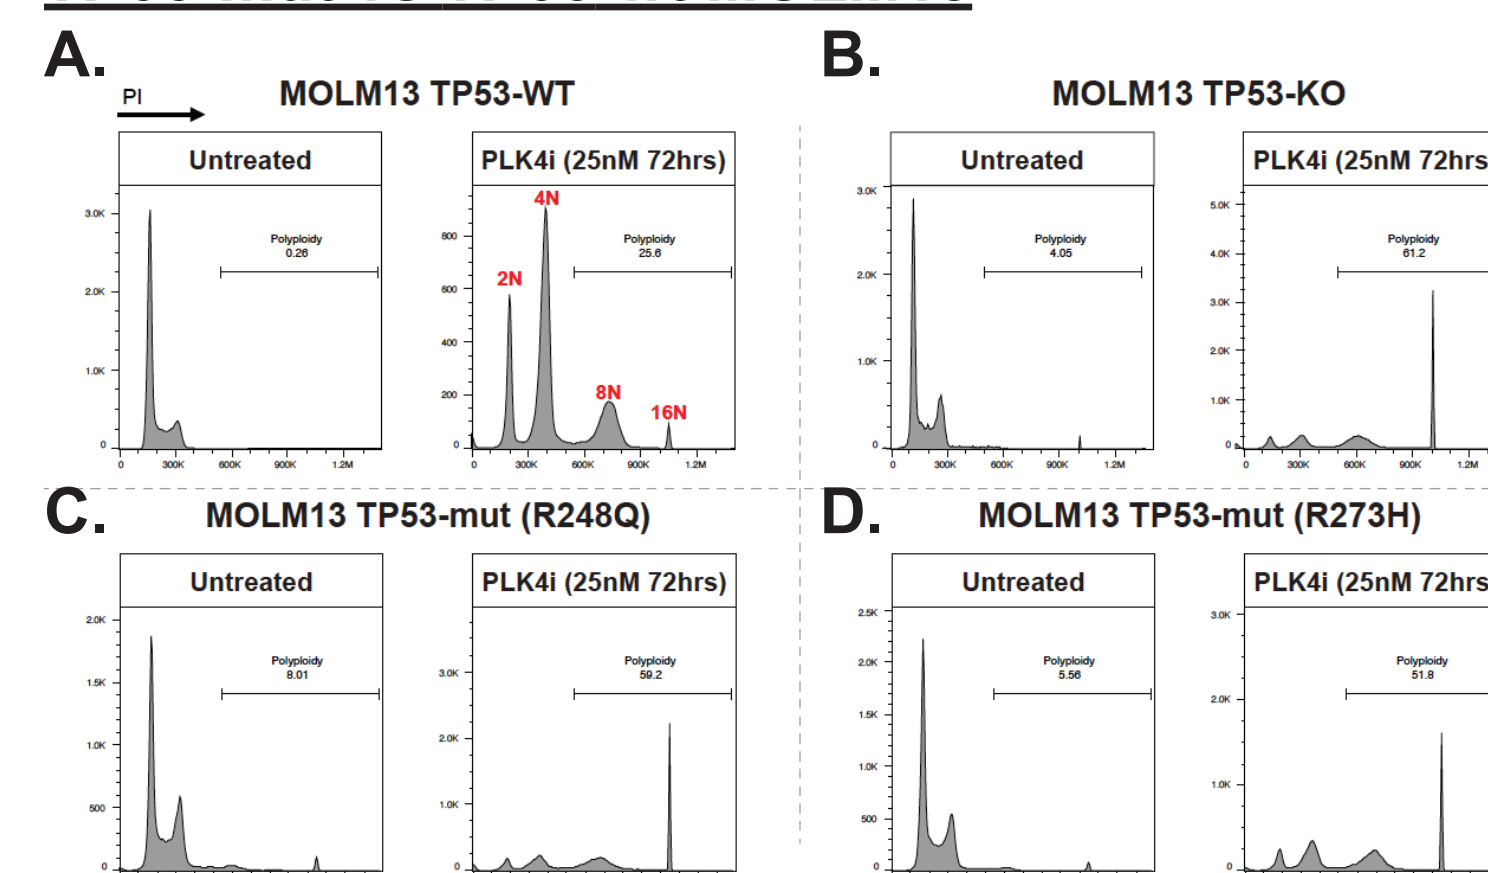 A.
MOLM13 TP53-WT
PI
Untreated
3.0K
2.0K
1.0K
0
Polyploidy
0.26
0 300K 600K 900K 1.2M
PLK4i (25nM 72hrs)
800
600
400
200
0
2N
4N
8N
16N
Polyploidy
25.6
0 300K 600K 900K 1.2M
B.
MOLM13 TP53-KO
Untreated
3.0K
2.0K
1.0K
0
Polyploidy
4.05
0 300K 600K 900K 1.2M
PLK4i (25nM 72hrs
5.0K
4.0K
3.0K
2.0K
1.0K
0
Polyploidy
61.2
0 300K 600K 900K 1.2M
C.
MOLM13 TP53-mut (R248Q)
Untreated
2.0K
1.5K
1.0K
500
0
Polyploidy
8.01
PLK4i (25nM 72hrs)
3.0K
2.0K
1.0K
0
Polyploidy
59.2
D.
MOLM13 TP53-mut (R273H)
Untreated
2.5K
2.0K
1.5K
1.0K
500
0
Polyploidy
5.56
PLK4i (25nM 72hrs
3.0K
2.0K
1.0K
0
Polyploidy
51.8